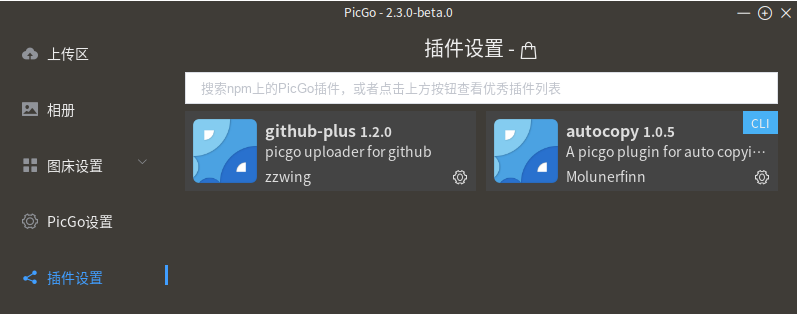 PicGo - 2.3.0-beta.0
上传区
相册
图床设置
PicGo设置
插件设置
插件设置 -
搜索npm上的PicGo插件，或者点击上方按钮查看优秀插件列表
github-plus 1.2.0
picgo uploader for github
zzwing
CLI
autocopy 1.0.5
A picgo plugin for auto copyi…
Molunerfinn